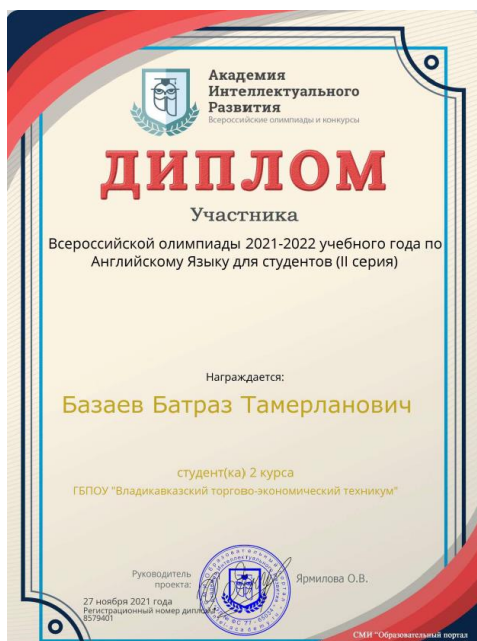 Академия
Интеллектуального
Развития
Всероссийские олимпиады и конкурсы
ДИПЛОМ
Участника
Всероссийской олимпиады 2021-2022 учебного года по
Английскому Языку для студентов (II серия)
Награждается:
Базаев Батраз Тамерланович
студент(ка) 2 курса
ГБПОУ "Владикавказский торгово-экономический техникум"
Руководитель
проекта:
Ярмилова О.В.
27 ноября 2021 года
Регистрационный номер
8579401
СМИ "Образовательный портал